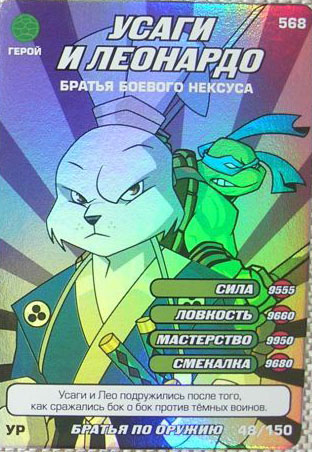 УСАГИ
568
ГЕРОЙ
И ЛЕОНАРДО
БРАТЬЯ БОЕВОГО НЕКСУСА
СИЛА 9555
ЛОВКОСТЬ 9660
МАСТЕРСТВО 9950
СМЕКАЛКА 9680
Усаги и Лео подружились после того,
как сражались бок о бок против тёмных воинов.
УР БРАТЬЯ ПО ОРУЖИЮ 48/150